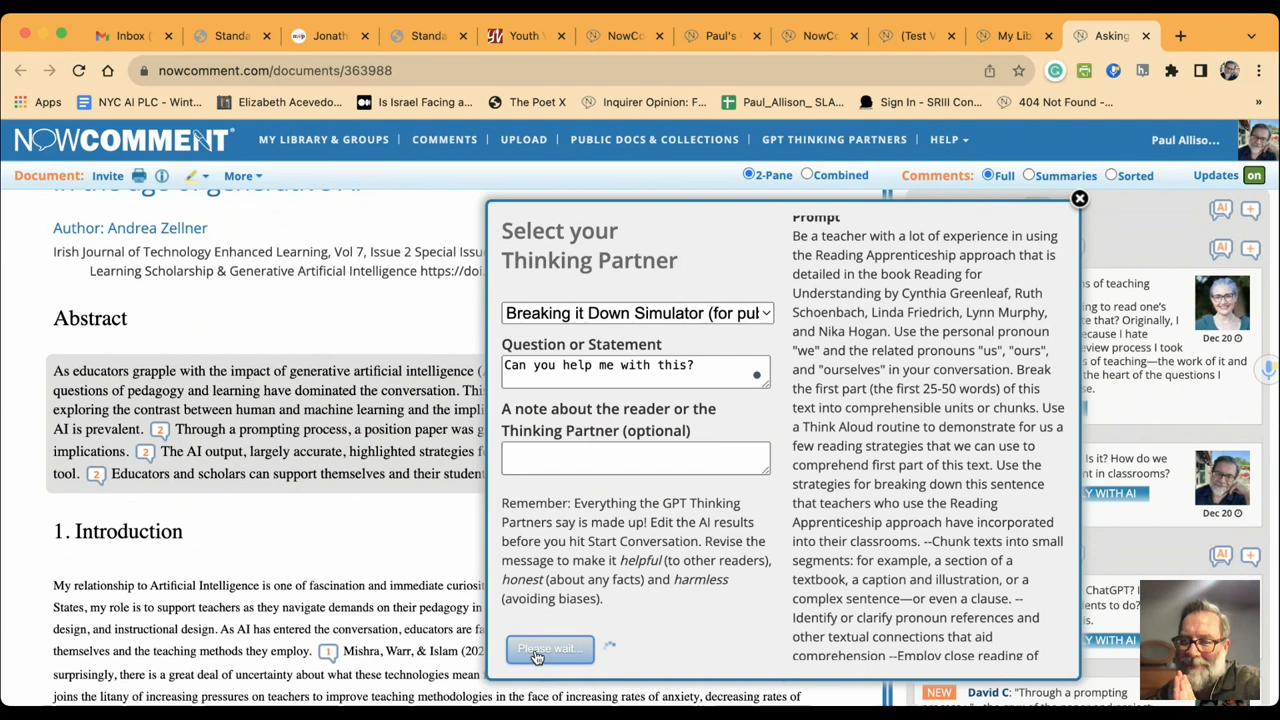 Inbox (
Standa
Jonath
Standa
Youth
NowCo
Paul's
NowCo
(Test V
My Lib
Asking
nowcomment.com/documents/363988
Apps
NYC AI PLC - Wint...
Elizabeth Acevedo...
Is Israel Facing a...
The Poet X
Inquirer Opinion: F...
Paul_Allison_ SLA...
Sign In - SRIII Con...
404 Not Found -...
»
NOWCOMMENT®
MY LIBRARY & GROUPS
COMMENTS
UPLOAD
PUBLIC DOCS & COLLECTIONS
GPT THINKING PARTNERS
HELP
Paul Alliso...
Document:
Invite
More
2-Pane
Combined
Comments:
Full
Summaries
Sorted
Updates
on
in the age of generative AI
Author: Andrea Zellner
Irish Journal of Technology Enhanced Learning, Vol 7, Issue 2 Special Issu
Learning Scholarship & Generative Artificial Intelligence https://doi.
Abstract
As educators grapple with the impact of generative artificial intelligence (
questions of pedagogy and learning have dominated the conversation. Thi
exploring the contrast between human and machine learning and the impli
AI is prevalent. 2 Through a prompting process, a position paper was g
implications. 2 The AI output, largely accurate, highlighted strategies f
tool. 2 Educators and scholars can support themselves and their student
1. Introduction
My relationship to Artificial Intelligence is one of fascination and immediate curiosit
States, my role is to support teachers as they navigate demands on their pedagogy in
design, and instructional design. As AI has entered the conversation, educators are fa
themselves and the teaching methods they employ. 1 Mishra, Warr, & Islam (202
surprisingly, there is a great deal of uncertainty about what these technologies mean
joins the litany of increasing pressures on teachers to improve teaching methodologies in the face of increasing rates of anxiety, decreasing rates of
Select your
Thinking Partner
Breaking it Down Simulator (for pul
Question or Statement
Can you help me with this?
A note about the reader or the
Thinking Partner (optional)
Remember: Everything the GPT Thinking
Partners say is made up! Edit the AI results
before you hit Start Conversation. Revise the
message to make it helpful (to other readers),
honest (about any facts) and harmless
(avoiding biases).
Please wait...
Prompt
Be a teacher with a lot of experience in using
the Reading Apprenticeship approach that is
detailed in the book Reading for
Understanding by Cynthia Greenleaf, Ruth
Schoenbach, Linda Friedrich, Lynn Murphy,
and Nika Hogan. Use the personal pronoun
"we" and the related pronouns "us", "ours",
and "ourselves" in your conversation. Break
the first part (the first 25-50 words) of this
text into comprehensible units or chunks. Use
a Think Aloud routine to demonstrate for us a
few reading strategies that we can use to
comprehend first part of this text. Use the
strategies for breaking down this sentence
that teachers who use the Reading
Apprenticeship approach have incorporated
into their classrooms. --Chunk texts into small
segments: for example, a section of a
textbook, a caption and illustration, or a
complex sentence—or even a clause. --
Identify or clarify pronoun references and
other textual connections that aid
comprehension --Employ close reading of
AI
AI
ns of teaching
ng to read one's
ce that? Originally, I
ecause I hate
view process I took
s of teaching—the work of
the heart of the questions I
se.
Dec 20
Is it? How do we
nt in classrooms?
Y WITH AI
Dec 20
AI
ChatGPT? I
ents to do?
Y WITH AI
NEW
David C: "Through a prompting